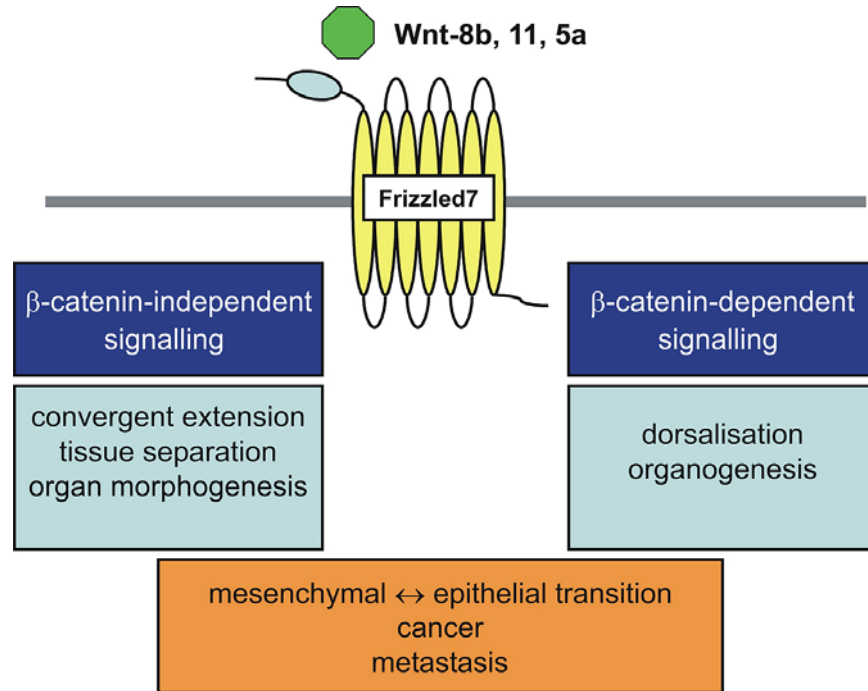 Wnt-8b, 11, 5a
Frizzled7
β-catenin-independent
signalling
β-catenin-dependent
signalling
convergent extension
tissue separation
organ morphogenesis
dorsalisation
organogenesis
mesenchymal ↔ epithelial transition
cancer
metastasis